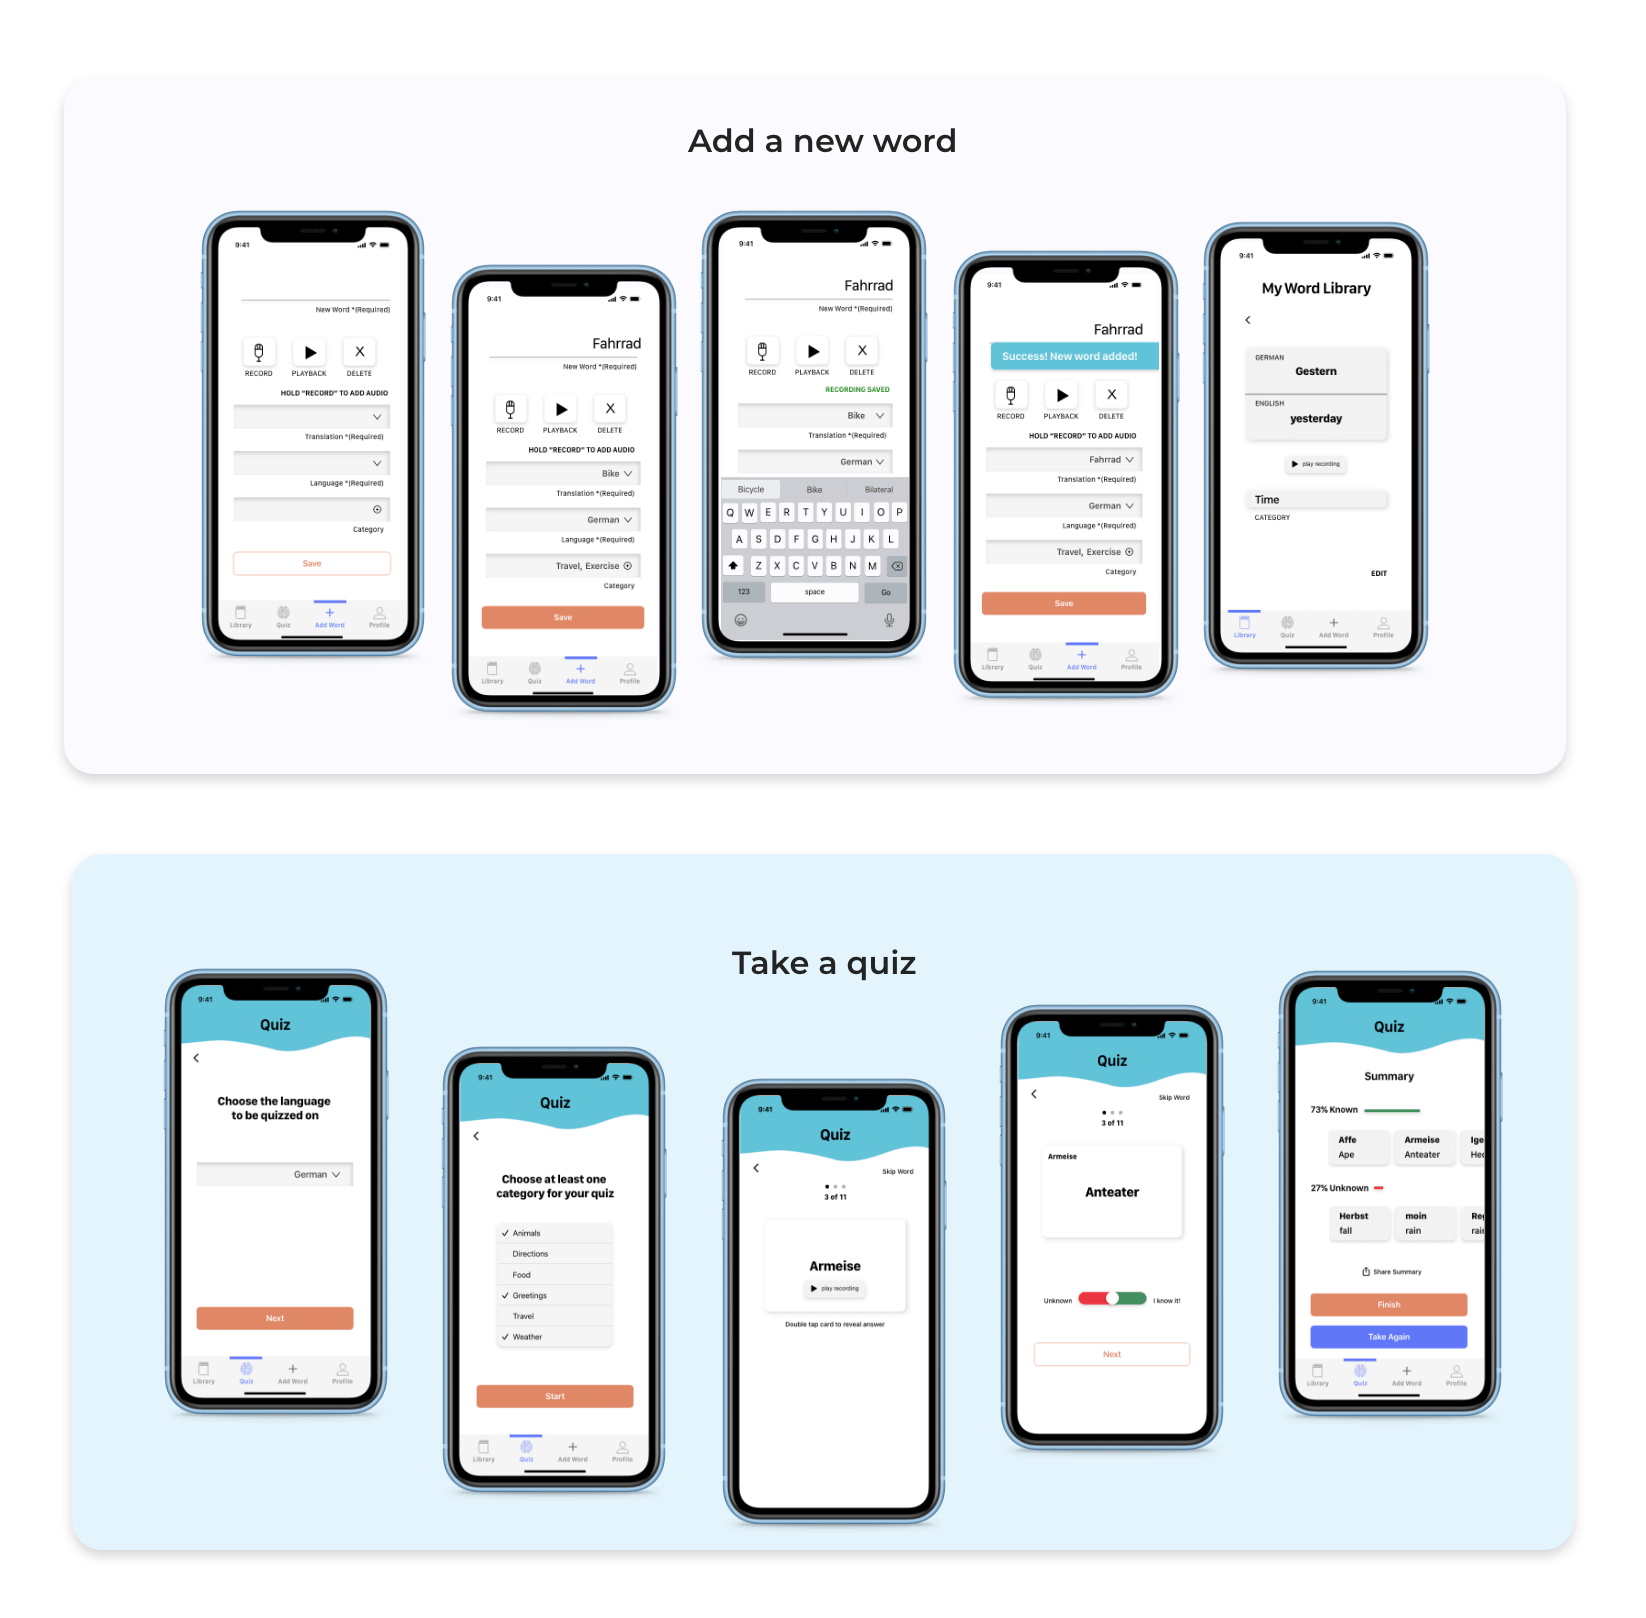 Add a new word
9:41
New Word *(Required)
RECORD PLAYBACK DELETE
HOLD "RECORD" TO ADD AUDIO
Translation *(Required)
Language *(Required)
Category
Save
Library Quiz Add Word Profile
9:41
Fahrrad
New Word *(Required)
RECORD PLAYBACK DELETE
HOLD "RECORD" TO ADD AUDIO
Bike
Translation *(Required)
German
Language *(Required)
Travel, Exercise
Category
Save
Library Quiz Add Word Profile
9:41
Fahrrad
New Word *(Required)
RECORD PLAYBACK DELETE
RECORDING SAVED
Bike
Translation *(Required)
German
Bicycle Bike Bilateral
Q W E R T Y U I O P
A S D F G H J K L
Z X C V B N M
123 space Go
9:41
Fahrrad
Success! New word added!
RECORD PLAYBACK DELETE
HOLD "RECORD" TO ADD AUDIO
Fahrrad
Translation *(Required)
German
Language *(Required)
Travel, Exercise
Category
Save
Library Quiz Add Word Profile
9:41
My Word Library
GERMAN
Gestern
ENGLISH
yesterday
play recording
Time
CATEGORY
EDIT
Library Quiz Add Word Profile
Take a quiz
9:41
Quiz
Choose the language
to be quizzed on
German
Next
Library Quiz Add Word Profile
9:41
Quiz
Choose at least one
category for your quiz
Animals
Directions
Food
Greetings
Travel
Weather
Start
Library Quiz Add Word Profile
9:41
Quiz
Skip Word
3 of 11
Armeise
play recording
Double tap card to reveal answer
9:41
Quiz
Skip Word
3 of 11
Armeise
Anteater
Unknown I know it!
Next
9:41
Quiz
Summary
73% Known
Affe Armeise Ige
Ape Anteater Hed
27% Unknown
Herbst moin Reg
fall rain rain
Share Summary
Finish
Take Again
Library Quiz Add Word Profile